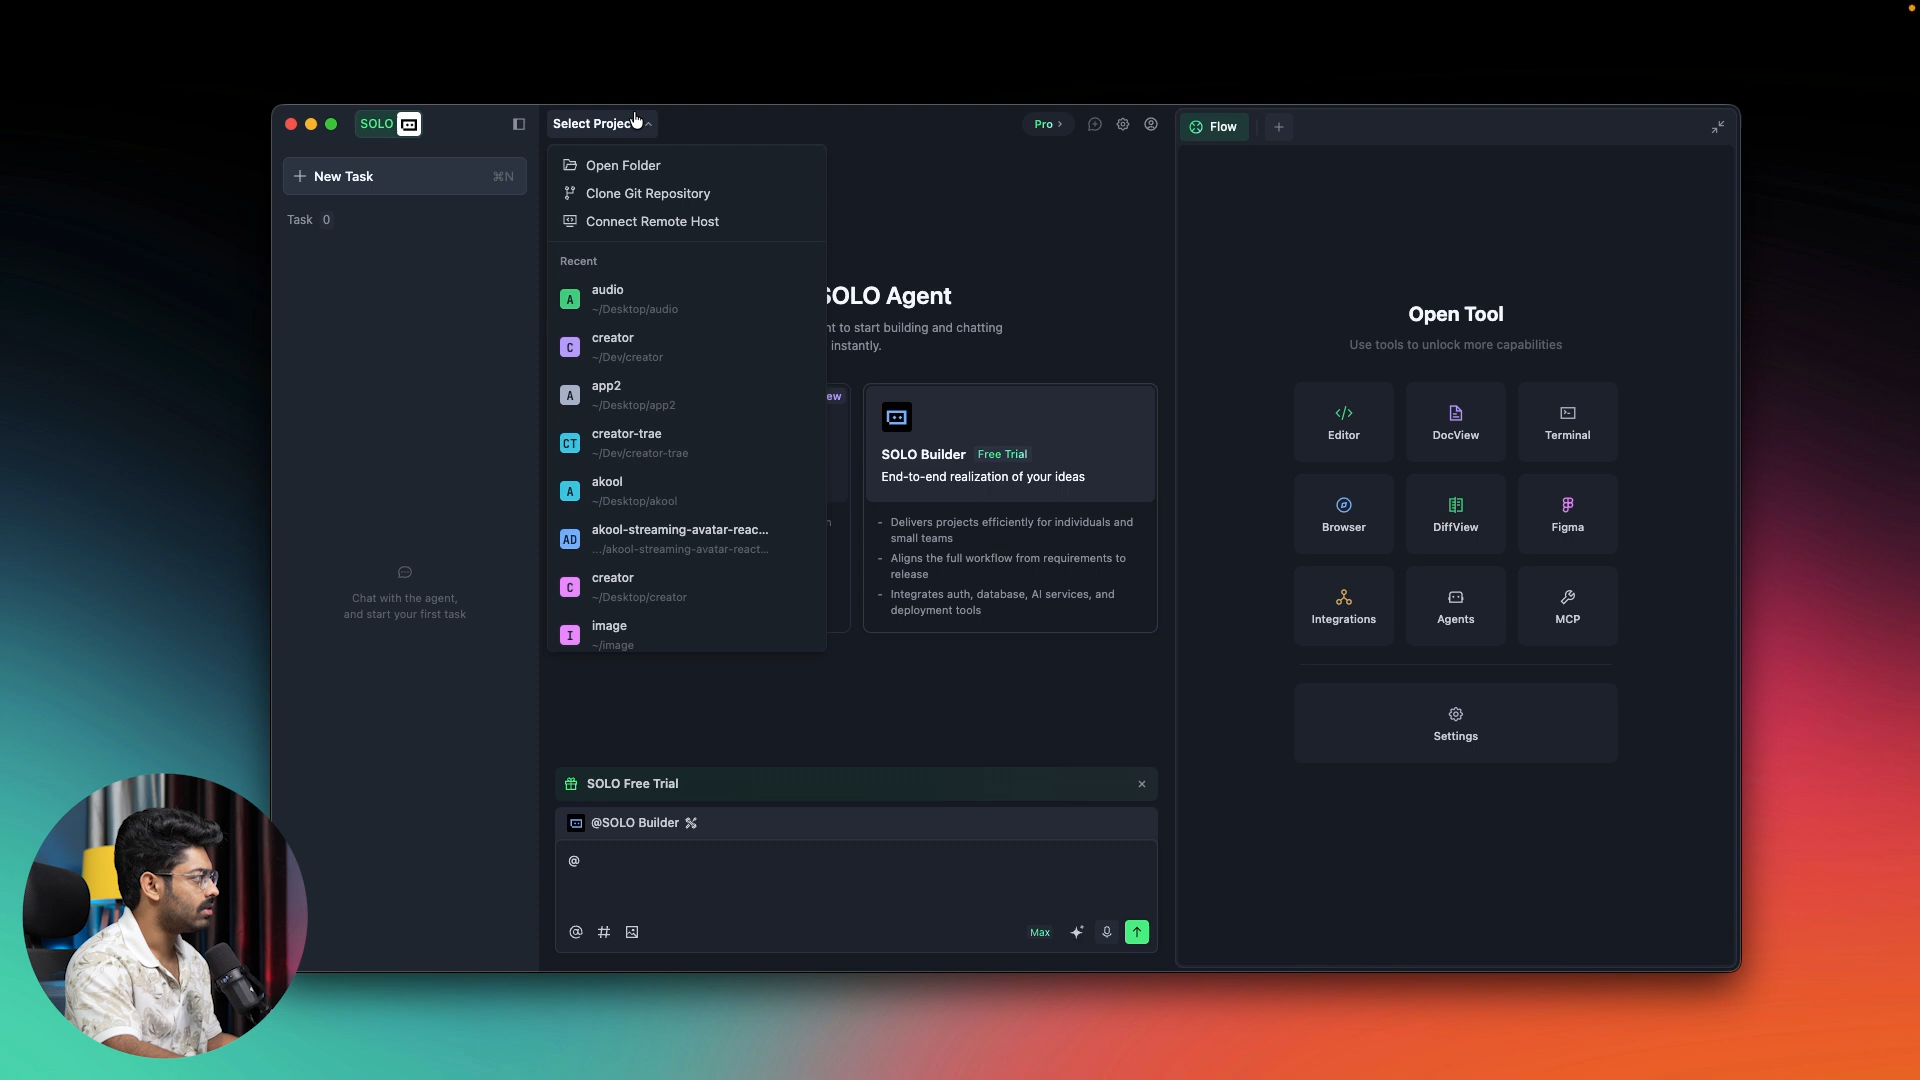 SOLO
Select Projec
Pro >
Flow
New Task
⌘N
Task 0
Chat with the agent,
and start your first task
Open Folder
Clone Git Repository
Connect Remote Host
Recent
A
audio
~/Desktop/audio
C
creator
~/Dev/creator
A
app2
~/Desktop/app2
CT
creator-trae
~/Dev/creator-trae
A
akool
~/Desktop/akool
AD
akool-streaming-avatar-reac...
.../akool-streaming-avatar-react...
C
creator
~/Desktop/creator
I
image
~/image
SOLO Agent
nt to start building and chatting
instantly.
ew
SOLO Builder Free Trial
End-to-end realization of your ideas
- Delivers projects efficiently for individuals and
small teams
- Aligns the full workflow from requirements to
release
- Integrates auth, database, AI services, and
deployment tools
SOLO Free Trial
@SOLO Builder
@
@ #
Max
Open Tool
Use tools to unlock more capabilities
Editor
DocView
Terminal
Browser
DiffView
Figma
Integrations
Agents
MCP
Settings